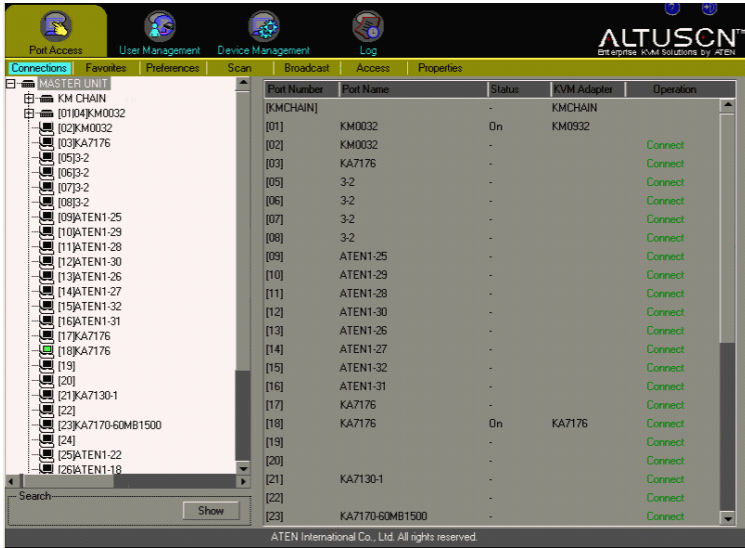 Port Access User Management Device Management Log
ALTUSCN™
Enterprise KVM Solutions by ATEN
Connections Favorites Preferences Scan Broadcast Access Properties
MASTER UNIT
KM CHAIN
[01|04]KM0032
[02]KM0032
[03]KA7176
[05]3-2
[06]3-2
[07]3-2
[08]3-2
[09]ATEN1-25
[10]ATEN1-29
[11]ATEN1-28
[12]ATEN1-30
[13]ATEN1-26
[14]ATEN1-27
[15]ATEN1-32
[16]ATEN1-31
[17]KA7176
[18]KA7176
[19]
[20]
[21]KA7130-1
[22]
[23]KA7170-60MB1500
[24]
[25]ATEN1-22
[26]ATEN1-18
Search
Show
Port Number Port Name Status KVM Adapter Operation
[KMCHAIN] - KMCHAIN
[01] KM0032 On KM0932
[02] KM0032 - Connect
[03] KA7176 - Connect
[05] 3-2 - Connect
[06] 3-2 - Connect
[07] 3-2 - Connect
[08] 3-2 - Connect
[09] ATEN1-25 - Connect
[10] ATEN1-29 - Connect
[11] ATEN1-28 - Connect
[12] ATEN1-30 - Connect
[13] ATEN1-26 - Connect
[14] ATEN1-27 - Connect
[15] ATEN1-32 - Connect
[16] ATEN1-31 - Connect
[17] KA7176 - Connect
[18] KA7176 On KA7176 Connect
[19] - Connect
[20] - Connect
[21] KA7130-1 - Connect
[22] - Connect
[23] KA7170-60MB1500 - Connect
ATEN International Co., Ltd. All rights reserved.